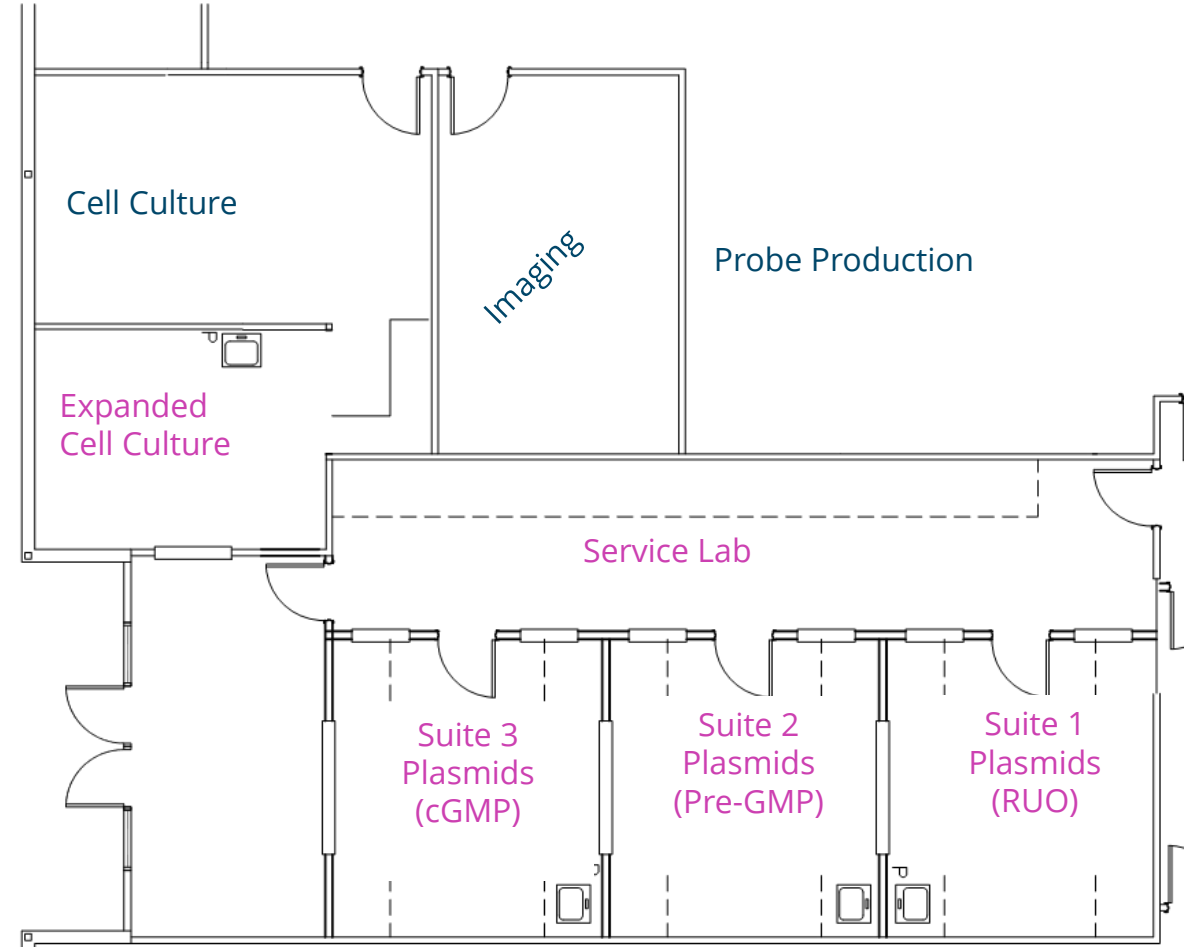 Cell Culture
Imaging
Probe Production
Expanded
Cell Culture
Service Lab
Suite 3
Plasmids
(cGMP)
Suite 2
Plasmids
(Pre-GMP)
Suite 1
Plasmids
(RUO)